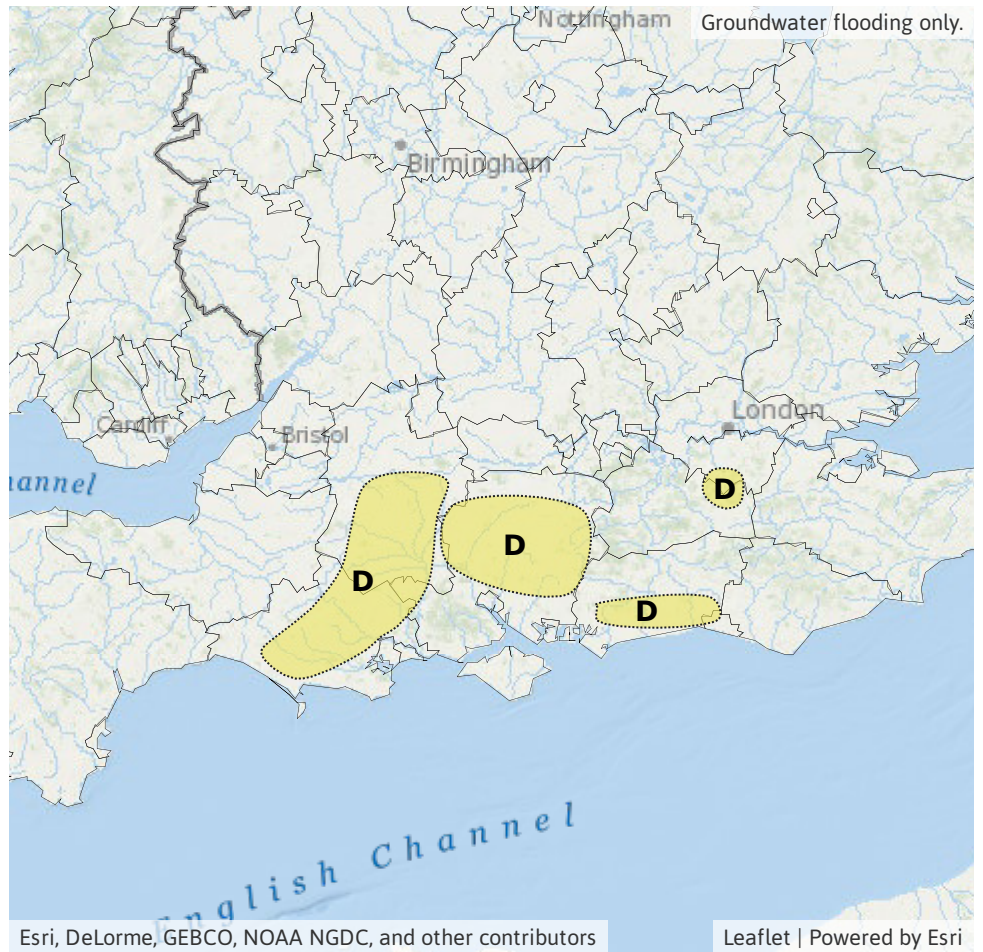 Nottingham
Groundwater flooding only.
Birmingham
London
Cardiff
Bristol
hannel
D
D
D
D
English Channel
Esri, DeLorme, GEBCO, NOAA NGDC, and other contributors
Leaflet | Powered by Esri